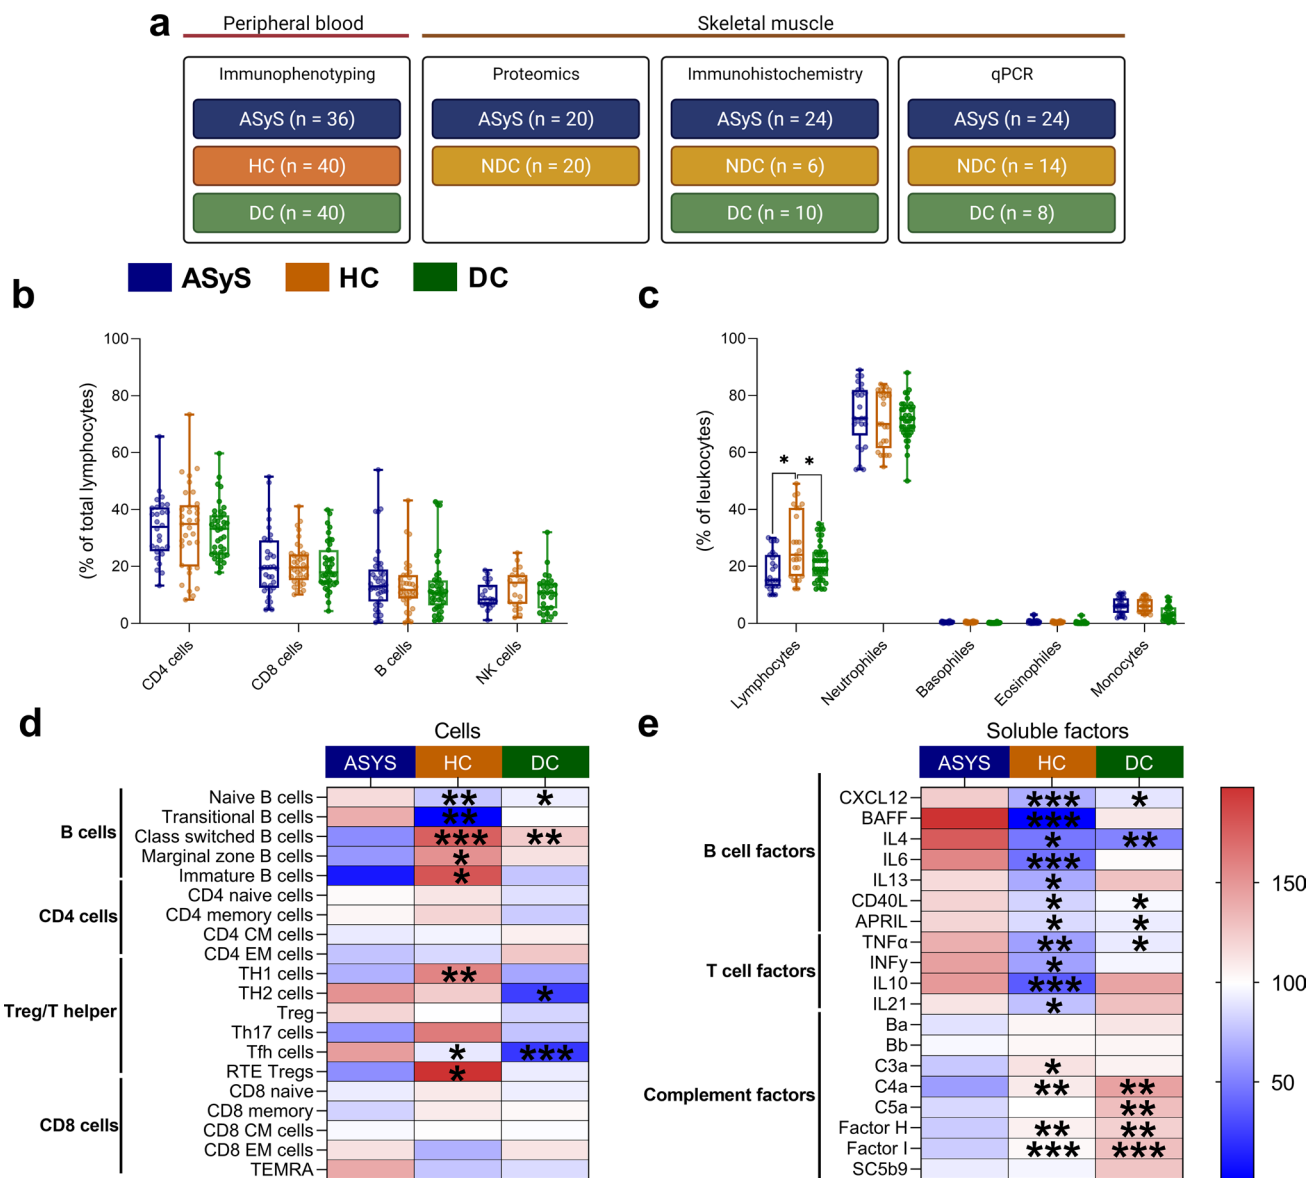 a
Peripheral blood
Skeletal muscle
Immunophenotyping
Proteomics
Immunohistochemistry
qPCR
ASyS (n = 36)
ASyS (n = 20)
ASyS (n = 24)
ASyS (n = 24)
HC (n = 40)
NDC (n = 20)
NDC (n = 6)
NDC (n = 14)
DC (n = 40)
DC (n = 10)
DC (n = 8)
ASyS
HC
DC
b
(% of total lymphocytes)
100
80
60
40
20
0
CD4 cells
CD8 cells
B cells
NK cells
c
(% of leukocytes)
100
80
60
40
20
0
* *
Lymphocytes
Neutrophiles
Basophiles
Eosinophiles
Monocytes
d
Cells
ASYS HC DC
B cells
Naive B cells ** *
Transitional B cells **
Class switched B cells *** **
Marginal zone B cells *
Immature B cells *
CD4 cells
CD4 naive cells
CD4 memory cells
CD4 CM cells
CD4 EM cells
Treg/T helper
TH1 cells **
TH2 cells *
Treg
Th17 cells
Tfh cells * ***
RTE Tregs *
CD8 cells
CD8 naive
CD8 memory
CD8 CM cells
CD8 EM cells
TEMRA
e
Soluble factors
ASYS HC DC
B cell factors
CXCL12 *** *
BAFF ***
IL4 * **
IL6 ***
IL13 *
CD40L * *
APRIL * *
T cell factors
TNFα ** *
INFy *
IL10 ***
IL21 *
Complement factors
Ba
Bb
C3a *
C4a ** **
C5a **
Factor H ** **
Factor I *** ***
SC5b9
150
100
50